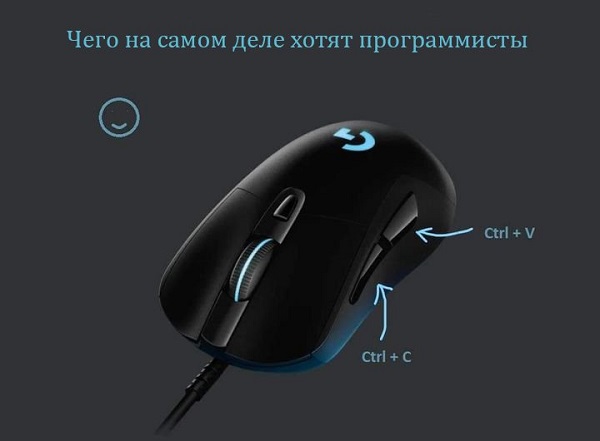 Чего на самом деле хотят программисты
Ctrl + V
Ctrl + C